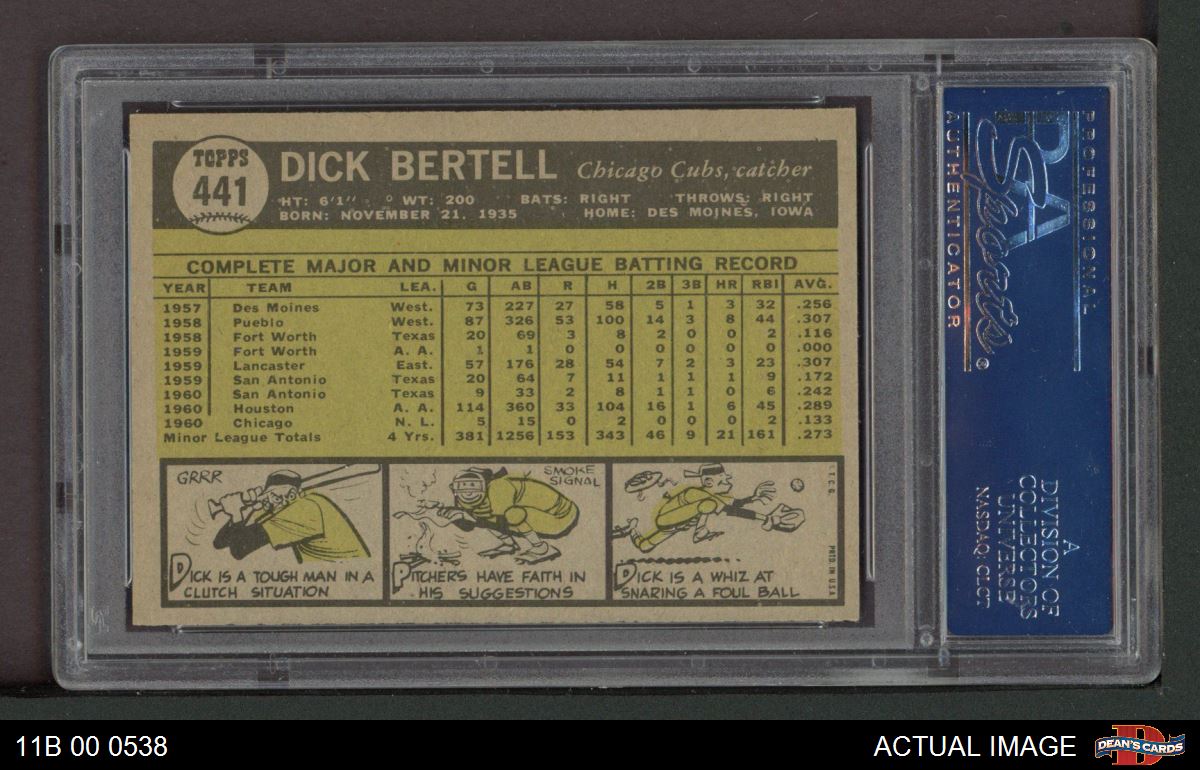 TOPPS
441
DICK BERTELL Chicago Cubs, catcher
HT: 6'1" WT: 200 BATS: RIGHT THROWS: RIGHT
BORN: NOVEMBER 21, 1935 HOME: DES MOINES, IOWA
COMPLETE MAJOR AND MINOR LEAGUE BATTING RECORD
YEAR TEAM LEA. G AB R H 2B 3B HR RBI AVG.
1957 Des Moines West. 73 227 27 58 5 1 3 32 .256
1958 Pueblo West. 87 326 53 100 14 3 8 44 .307
1958 Fort Worth Texas 20 69 3 8 2 0 0 2 .116
1959 Fort Worth A. A. 1 1 0 0 0 0 0 0 .000
1959 Lancaster East. 57 176 28 54 7 2 3 23 .307
1959 San Antonio Texas 20 64 7 11 1 1 1 9 .172
1960 San Antonio Texas 9 33 2 8 1 1 0 6 .242
1960 Houston A. A. 114 360 33 104 16 1 6 45 .289
1960 Chicago N. L. 5 15 0 2 0 0 0 2 .133
Minor League Totals 4 Yrs. 381 1256 153 343 46 9 21 161 .273
GRRR
DICK IS A TOUGH MAN IN A
CLUTCH SITUATION
SMOKE
SIGNAL
PITCHERS HAVE FAITH IN
HIS SUGGESTIONS
DICK IS A WHIZ AT
SNARING A FOUL BALL
T.C.G.
PRTD. IN U.S.A.
PROFESSIONAL
PSA
Sports®
AUTHENTICATOR
A
DIVISION OF
COLLECTORS
UNIVERSE
NASDAQ: CLCT
11B 00 0538
ACTUAL IMAGE
DEAN'S CARDS